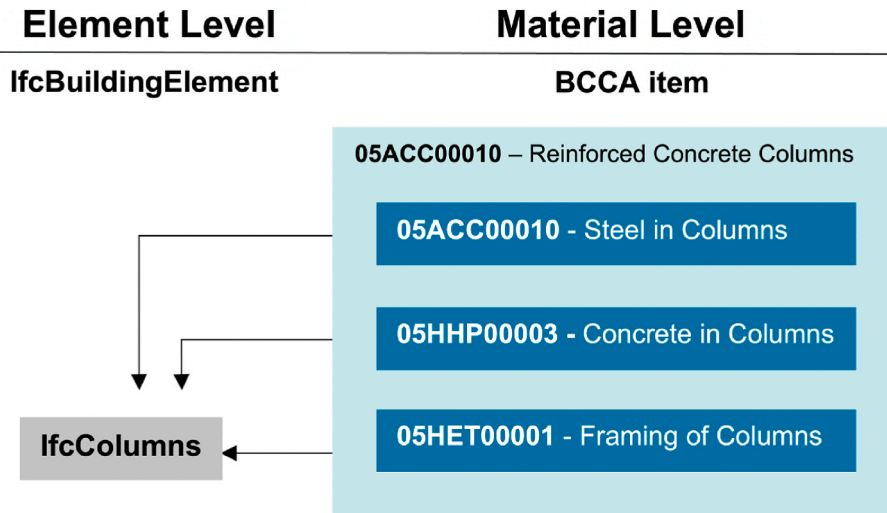 Element Level
Material Level
IfcBuildingElement
BCCA item
05ACC00010 – Reinforced Concrete Columns
05ACC00010 - Steel in Columns
05HHP00003 - Concrete in Columns
05HET00001 - Framing of Columns
IfcColumns